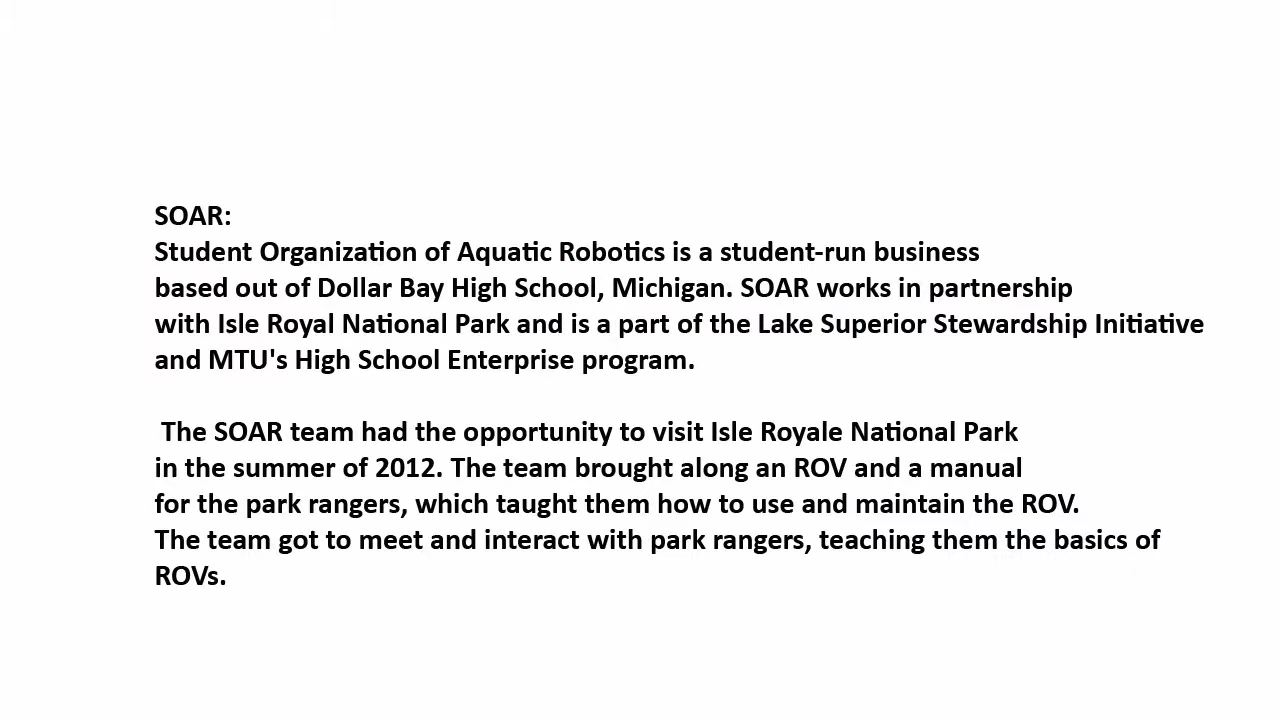 SOAR:
Student Organization of Aquatic Robotics is a student-run business
based out of Dollar Bay High School, Michigan. SOAR works in partnership
with Isle Royal National Park and is a part of the Lake Superior Stewardship Initiative
and MTU's High School Enterprise program.
The SOAR team had the opportunity to visit Isle Royale National Park
in the summer of 2012. The team brought along an ROV and a manual
for the park rangers, which taught them how to use and maintain the ROV.
The team got to meet and interact with park rangers, teaching them the basics of
ROVs.